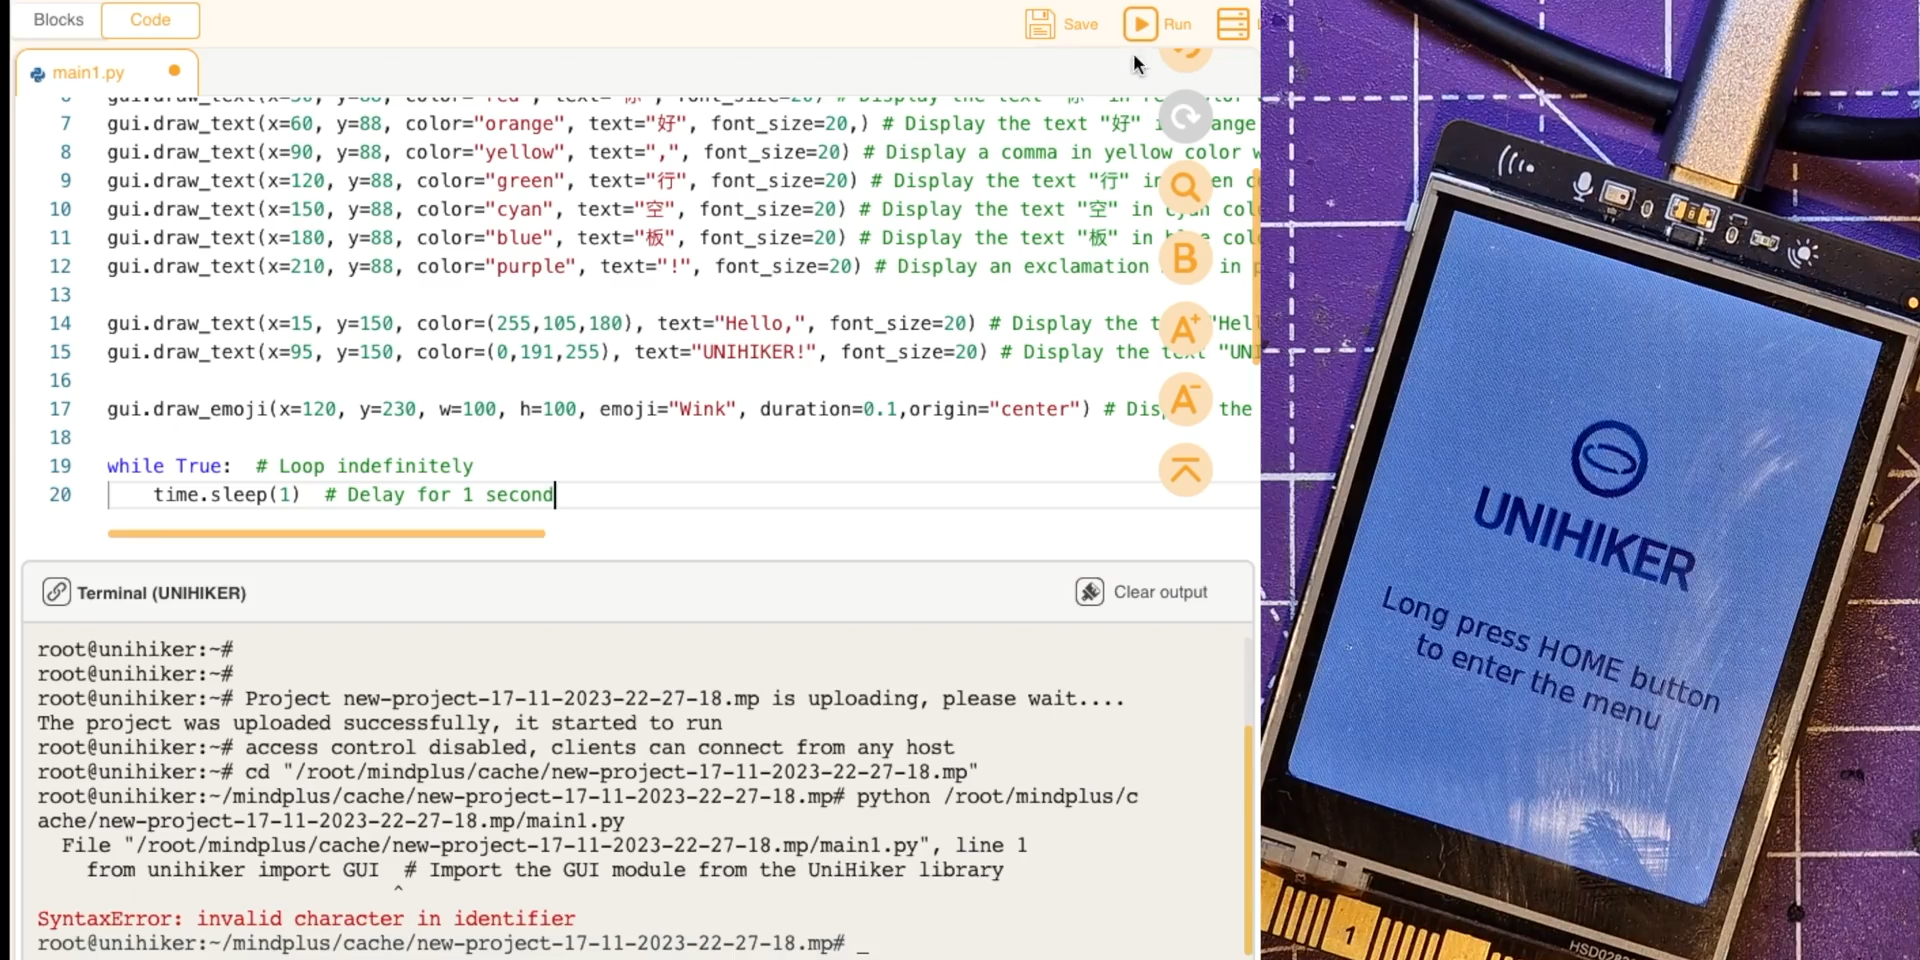 Blocks
Code
Save
Run
main1.py
7 gui.draw_text(x=60, y=88, color="orange", text="好", font_size=20,) # Display the text "好"
8 gui.draw_text(x=90, y=88, color="yellow", text=",", font_size=20) # Display a comma in yellow color
9 gui.draw_text(x=120, y=88, color="green", text="行", font_size=20) # Display the text "行"
10 gui.draw_text(x=150, y=88, color="cyan", text="空", font_size=20) # Display the text "空" in cyan
11 gui.draw_text(x=180, y=88, color="blue", text="板", font_size=20) # Display the text "板" in
12 gui.draw_text(x=210, y=88, color="purple", text="!", font_size=20) # Display an exclamation in
13
14 gui.draw_text(x=15, y=150, color=(255,105,180), text="Hello,", font_size=20) # Display the
15 gui.draw_text(x=95, y=150, color=(0,191,255), text="UNIHIKER!", font_size=20) # Display the
16
17 gui.draw_emoji(x=120, y=230, w=100, h=100, emoji="Wink", duration=0.1,origin="center") # the
18
19 while True: # Loop indefinitely
20 time.sleep(1) # Delay for 1 second
B
A+
A-
Terminal (UNIHIKER)
Clear output
root@unihiker:~#
root@unihiker:~#
root@unihiker:~# Project new-project-17-11-2023-22-27-18.mp is uploading, please wait....
The project was uploaded successfully, it started to run
root@unihiker:~# access control disabled, clients can connect from any host
root@unihiker:~# cd "/root/mindplus/cache/new-project-17-11-2023-22-27-18.mp"
root@unihiker:~/mindplus/cache/new-project-17-11-2023-22-27-18.mp# python /root/mindplus/c
ache/new-project-17-11-2023-22-27-18.mp/main1.py
File "/root/mindplus/cache/new-project-17-11-2023-22-27-18.mp/main1.py", line 1
from unihiker import GUI # Import the GUI module from the UniHiker library
^
SyntaxError: invalid character in identifier
root@unihiker:~/mindplus/cache/new-project-17-11-2023-22-27-18.mp# _
UNIHIKER
Long press HOME button
to enter the menu
1